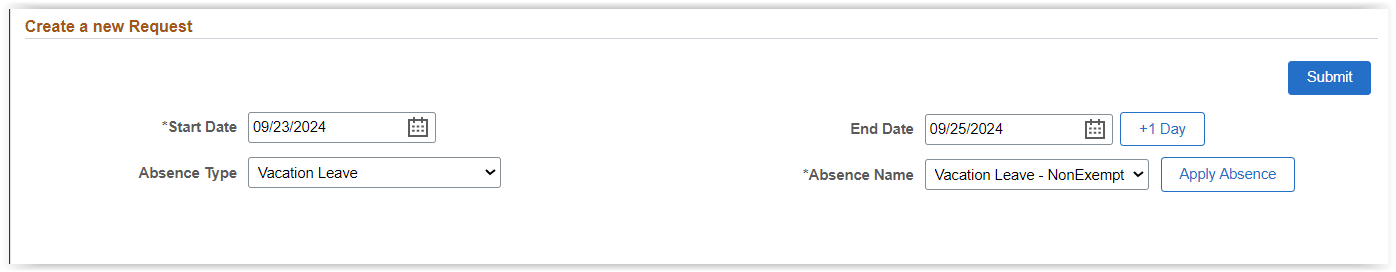 Create a new Request
Submit
*Start Date 09/23/2024 End Date 09/25/2024 +1 Day
Absence Type Vacation Leave *Absence Name Vacation Leave - NonExempt Apply Absence